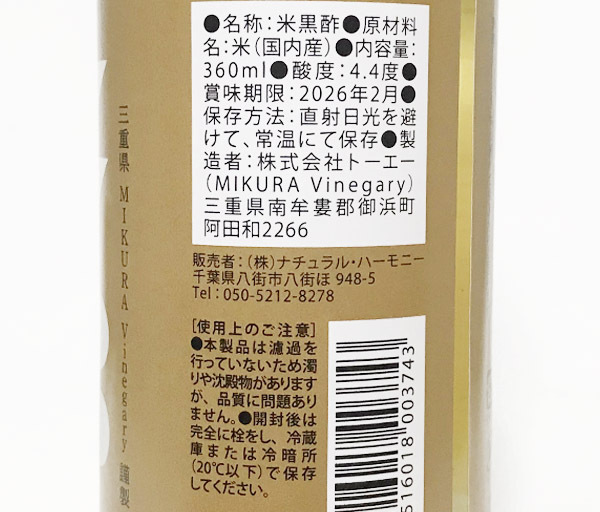 ●名称：米黒酢●原材料
名：米（国内産）●内容量：
360ml●酸度：4.4度●
賞味期限：2026年2月●
保存方法：直射日光を避
けて、常温にて保存●製
造者：株式会社トーエー
（MIKURA Vinegary）
三重県南牟婁郡御浜町
阿田和2266
販売者：（株）ナチュラル・ハーモニー
千葉県八街市八街ほ 948-5
Tel：050-5212-8278
［使用上のご注意］
●本製品は濾過を
行っていないため濁
りや沈殿物があります
が、品質に問題ありま
せん。●開封後は
完全に栓をし、冷蔵
庫または冷暗所
（20℃以下）で保存
してください。
516018 003743
三重県 MIKURA Vinegary 謹製